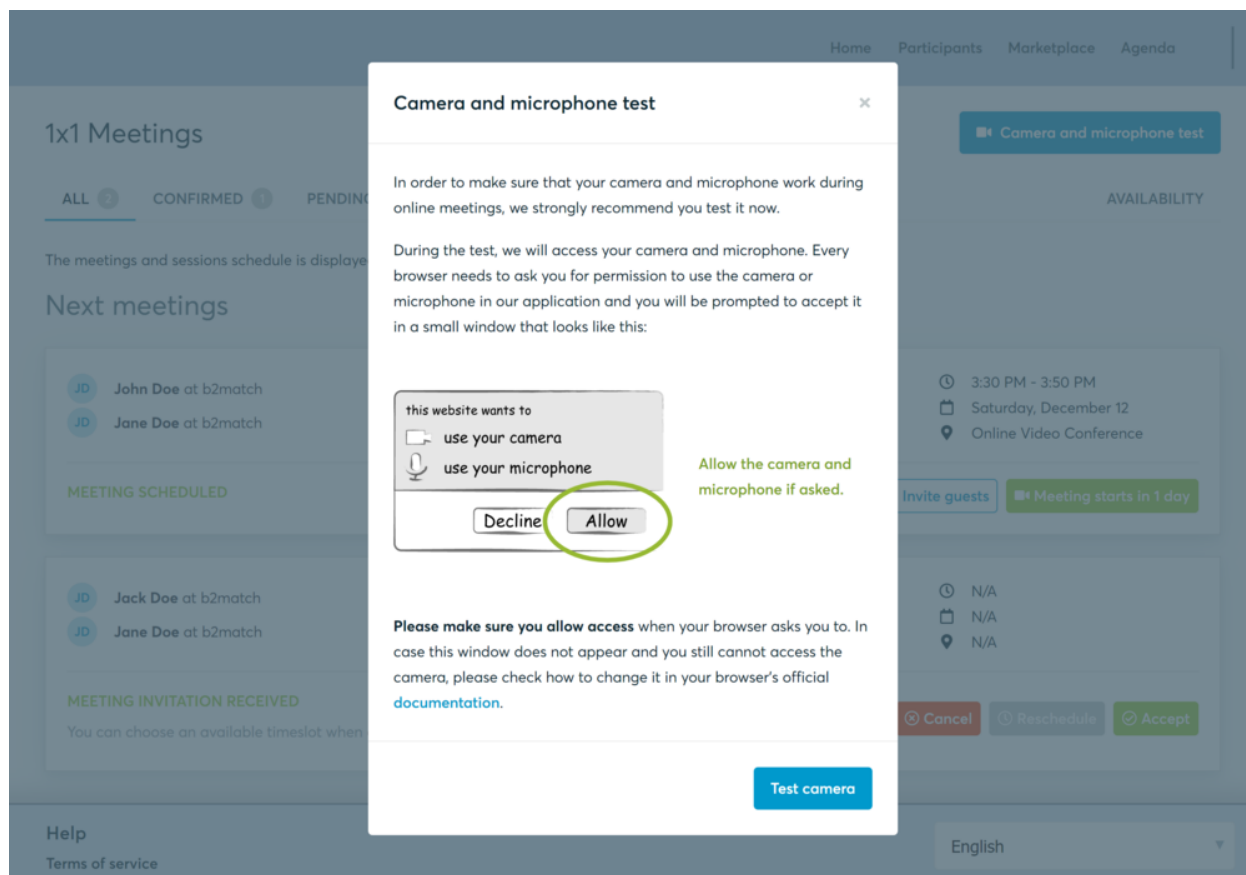 Home Participants Marketplace Agenda
Camera and microphone test ×
1x1 Meetings
Camera and microphone test
In order to make sure that your camera and microphone work during
online meetings, we strongly recommend you test it now.
ALL 2 CONFIRMED 1 PENDING
AVAILABILITY
During the test, we will access your camera and microphone. Every
browser needs to ask you for permission to use the camera or
microphone in our application and you will be prompted to accept it
in a small window that looks like this:
The meetings and sessions schedule is displaye
Next meetings
JD John Doe at b2match
JD Jane Doe at b2match
MEETING SCHEDULED
this website wants to
use your camera
use your microphone
Decline Allow
Allow the camera and
microphone if asked.
3:30 PM - 3:50 PM
Saturday, December 12
Online Video Conference
Invite guests Meeting starts in 1 day
JD Jack Doe at b2match
JD Jane Doe at b2match
MEETING INVITATION RECEIVED
You can choose an available timeslot when
Please make sure you allow access when your browser asks you to. In
case this window does not appear and you still cannot access the
camera, please check how to change it in your browser's official
documentation.
N/A
N/A
N/A
Cancel Reschedule Accept
Test camera
Help
Terms of service
English